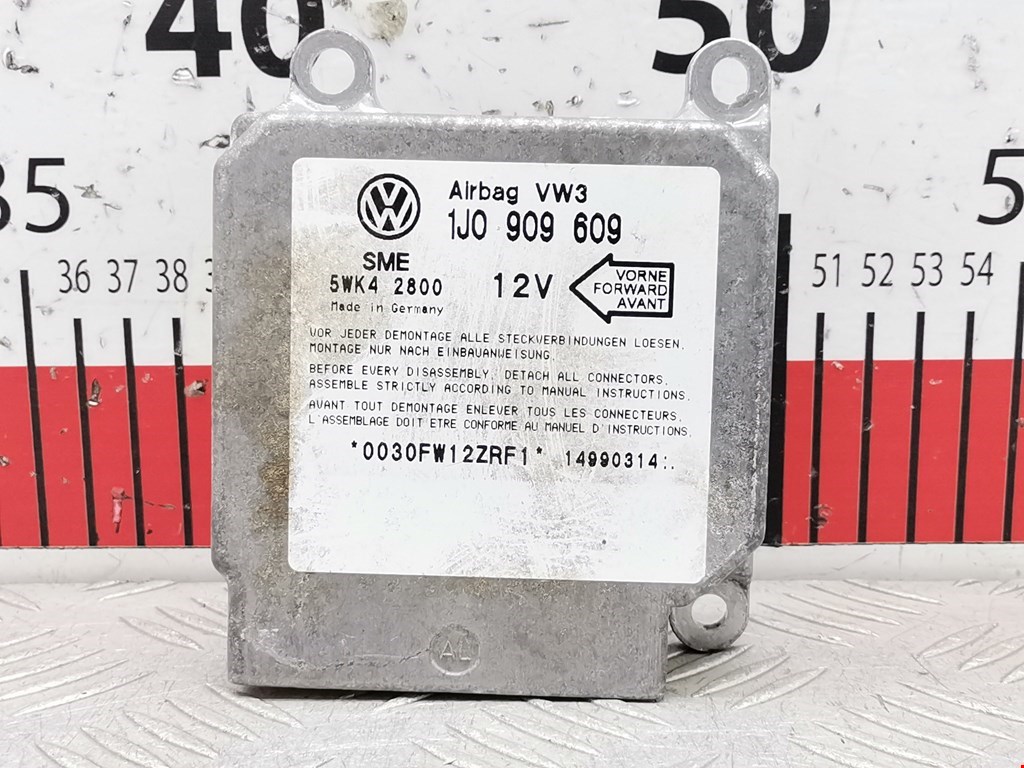 40
50
35
5
36 37 38 3
51 52 53 54
Airbag VW3
1J0 909 609
SME
5WK4 2800
12V
VORNE
FORWARD
AVANT
Made in Germany
VOR JEDER DEMONTAGE ALLE STECKVERBINDUNGEN LOESEN.
MONTAGE NUR NACH EINBAUANWEISUNG.
BEFORE EVERY DISASSEMBLY, DETACH ALL CONNECTORS.
ASSEMBLE STRICTLY ACCORDING TO MANUAL INSTRUCTIONS.
AVANT TOUT DEMONTAGE ENLEVER TOUS LES CONNECTEURS.
L'ASSEMBLAGE DOIT ETRE CONFORME AU MANUEL D'INSTRUCTIONS.
*0030FW12ZRF1* 14990314:.
AL